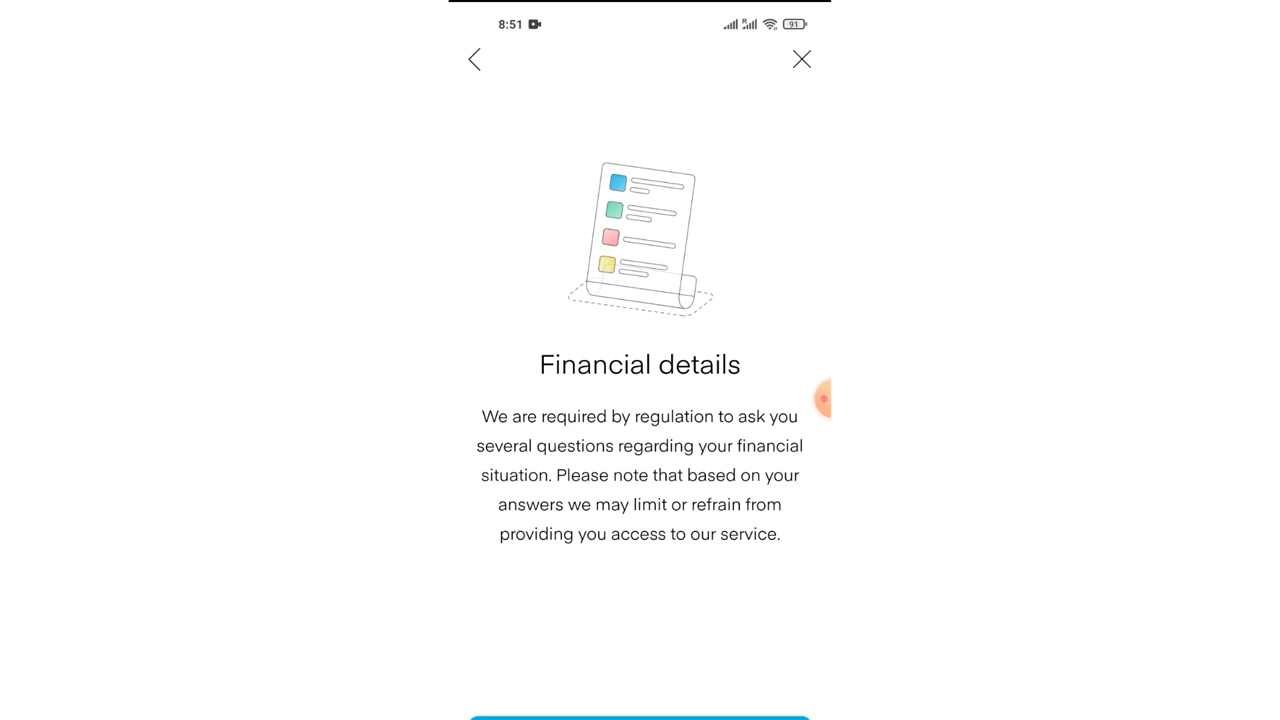 8:51
R
91
Financial details
We are required by regulation to ask you
several questions regarding your financial
situation. Please note that based on your
answers we may limit or refrain from
providing you access to our service.